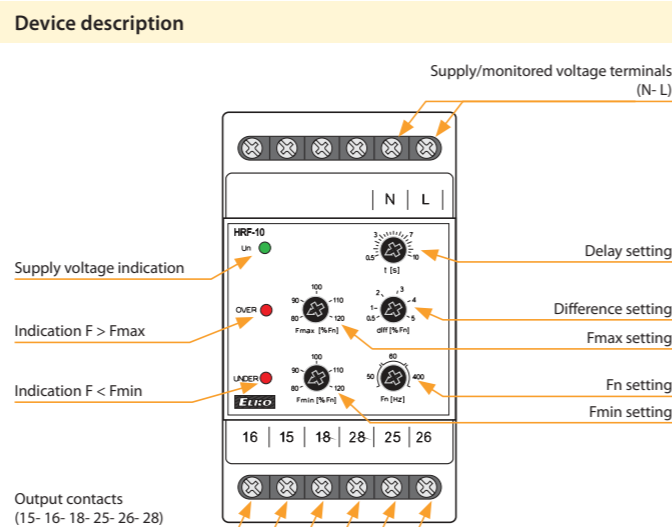 Device description
Supply/monitored voltage terminals
(N- L)
N L
HRF-10
Un
3 7
0.5 10
t [s]
Supply voltage indication
Delay setting
100
90 110
80 120
Fmax [%Fn]
OVER
2 3
1 4
0.5 5
diff [%Fn]
Difference setting
Fmax setting
Indication F > Fmax
UNDER
100
90 110
80 120
Fmin [%Fn]
60
50 400
Fn [Hz]
Fn setting
Indication F < Fmin
Fmin setting
ELKO
16 15 18 28 25 26
Output contacts
(15- 16- 18- 25- 26- 28)